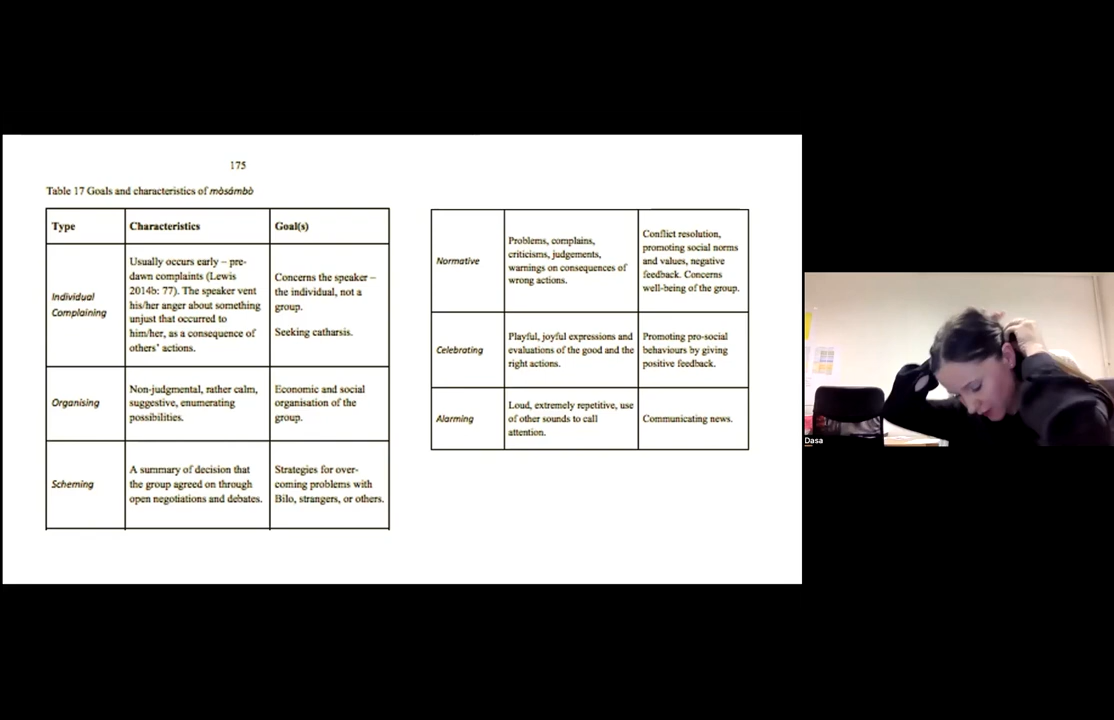 175
Table 17 Goals and characteristics of mòsámbò
Type
Characteristics
Goal(s)
Individual
Complaining
Usually occurs early – pre-
dawn complaints (Lewis
2014b: 77). The speaker vent
his/her anger about something
unjust that occurred to
him/her, as a consequence of
others' actions.
Concerns the speaker –
the individual, not a
group.
Seeking catharsis.
Organising
Non-judgmental, rather calm,
suggestive, enumerating
possibilities.
Economic and social
organisation of the
group.
Scheming
A summary of decision that
the group agreed on through
open negotiations and debates.
Strategies for over-
coming problems with
Bilo, strangers, or others.
Normative
Problems, complains,
criticisms, judgements,
warnings on consequences of
wrong actions.
Conflict resolution,
promoting social norms
and values, negative
feedback. Concerns
well-being of the group.
Celebrating
Playful, joyful expressions and
evaluations of the good and the
right actions.
Promoting pro-social
behaviours by giving
positive feedback.
Alarming
Loud, extremely repetitive, use
of other sounds to call
attention.
Communicating news.
Dasa